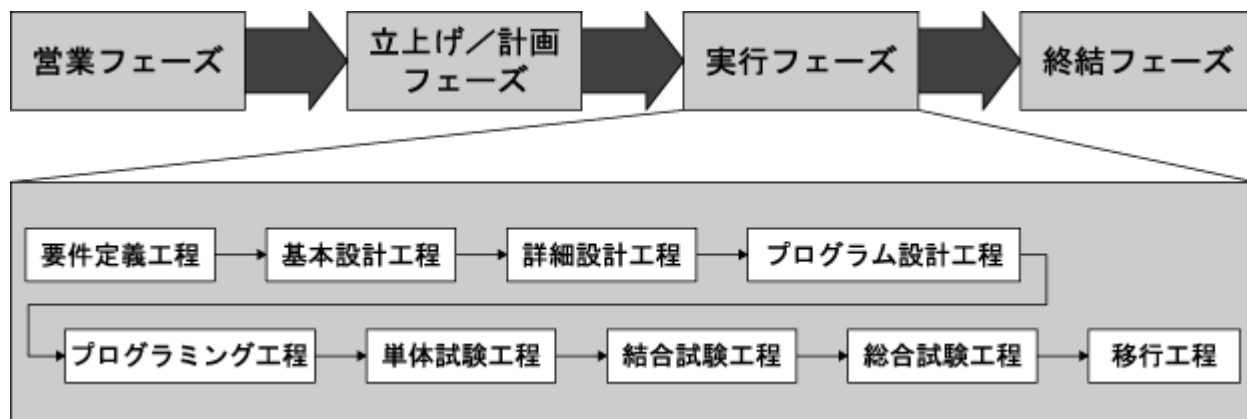 営業フェーズ
立上げ／計画
フェーズ
実行フェーズ
終結フェーズ
要件定義工程
基本設計工程
詳細設計工程
プログラム設計工程
プログラミング工程
単体試験工程
結合試験工程
総合試験工程
移行工程